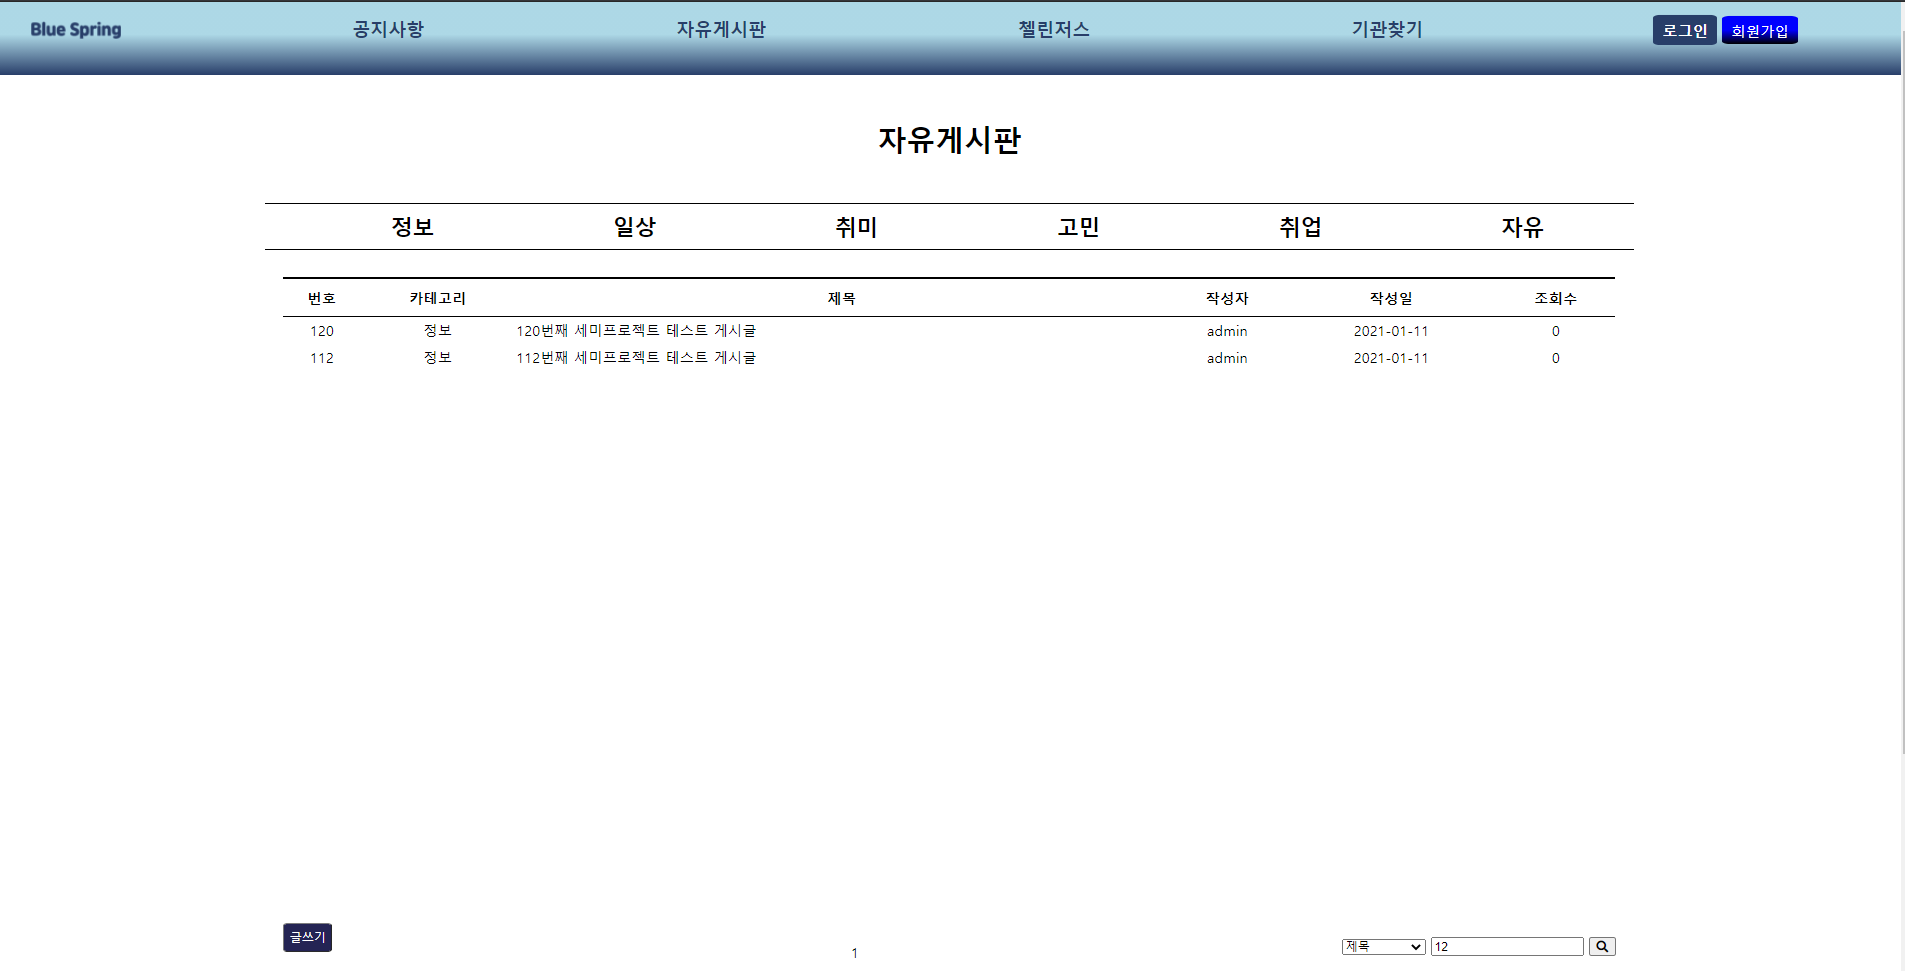 Blue Spring 공지사항 자유게시판 첼린저스 기관찾기 로그인 회원가입
자유게시판
정보 일상 취미 고민 취업 자유
번호 카테고리 제목 작성자 작성일 조회수
120 정보 120번째 세미프로젝트 테스트 게시글 admin 2021-01-11 0
112 정보 112번째 세미프로젝트 테스트 게시글 admin 2021-01-11 0
글쓰기 1 제목 12